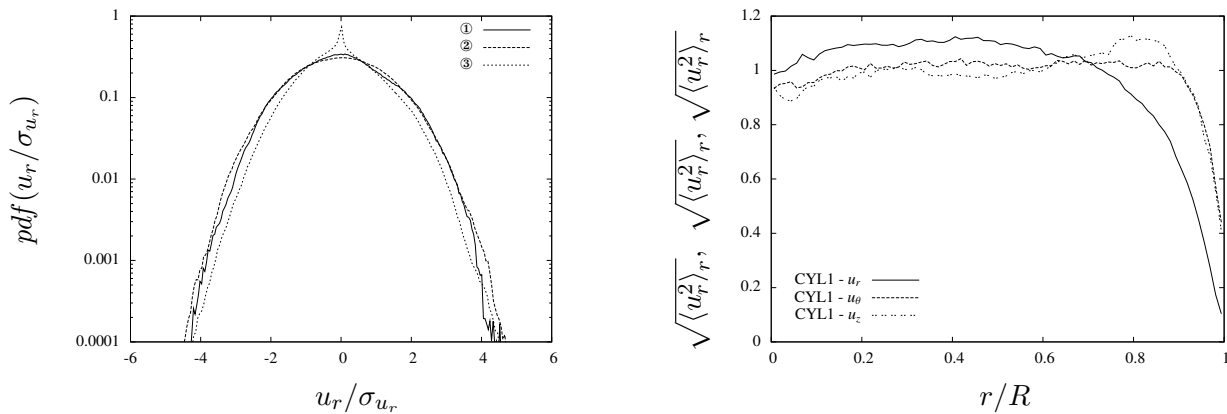 pdf(u_r/σ_{u_r})
1
0.1
0.01
0.001
0.0001
①
②
③
-6 -4 -2 0 2 4 6
u_r/σ_{u_r}
√⟨u_r^2⟩_r, √⟨u_r^2⟩_r, √⟨u_r^2⟩_r
1.2
1
0.8
0.6
0.4
0.2
0
CYL1 - u_r
CYL1 - u_θ
CYL1 - u_z
0 0.2 0.4 0.6 0.8 1
r/R